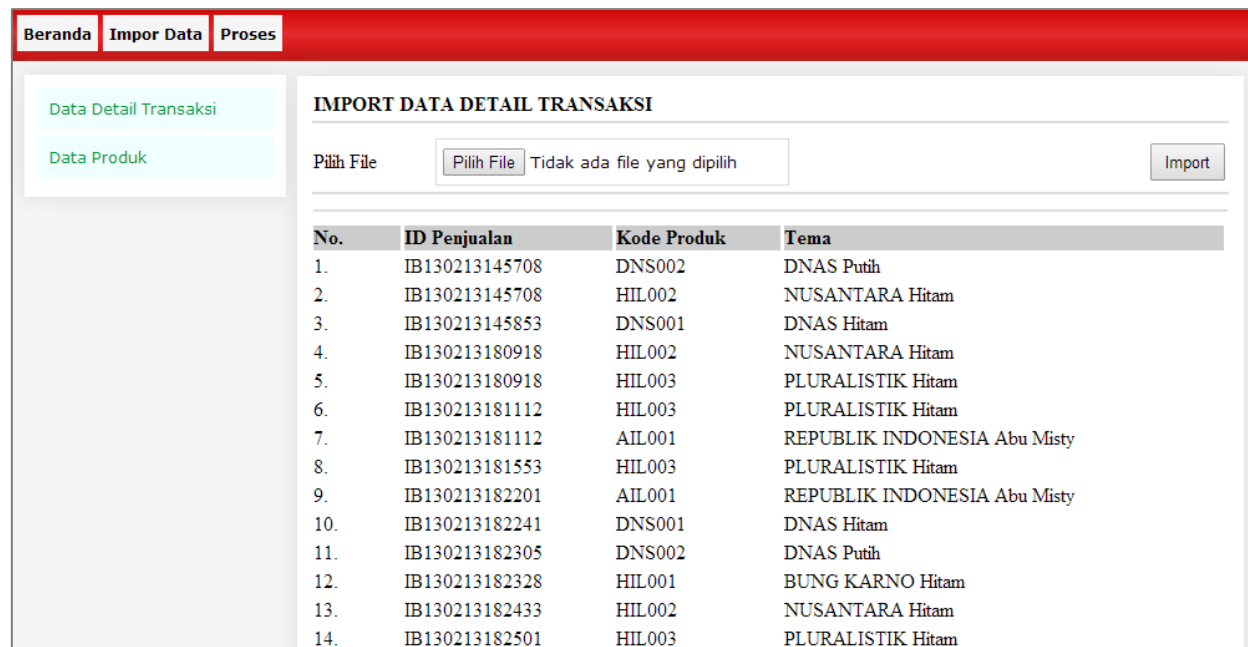 Beranda Impor Data Proses
Data Detail Transaksi
Data Produk
IMPORT DATA DETAIL TRANSAKSI
Pilih File Pilih File Tidak ada file yang dipilih Import
No. ID Penjualan Kode Produk Tema
1. IB130213145708 DNS002 DNAS Putih
2. IB130213145708 HIL002 NUSANTARA Hitam
3. IB130213145853 DNS001 DNAS Hitam
4. IB130213180918 HIL002 NUSANTARA Hitam
5. IB130213180918 HIL003 PLURALISTIK Hitam
6. IB130213181112 HIL003 PLURALISTIK Hitam
7. IB130213181112 AIL001 REPUBLIK INDONESIA Abu Misty
8. IB130213181553 HIL003 PLURALISTIK Hitam
9. IB130213182201 AIL001 REPUBLIK INDONESIA Abu Misty
10. IB130213182241 DNS001 DNAS Hitam
11. IB130213182305 DNS002 DNAS Putih
12. IB130213182328 HIL001 BUNG KARNO Hitam
13. IB130213182433 HIL002 NUSANTARA Hitam
14. IB130213182501 HIL003 PLURALISTIK Hitam